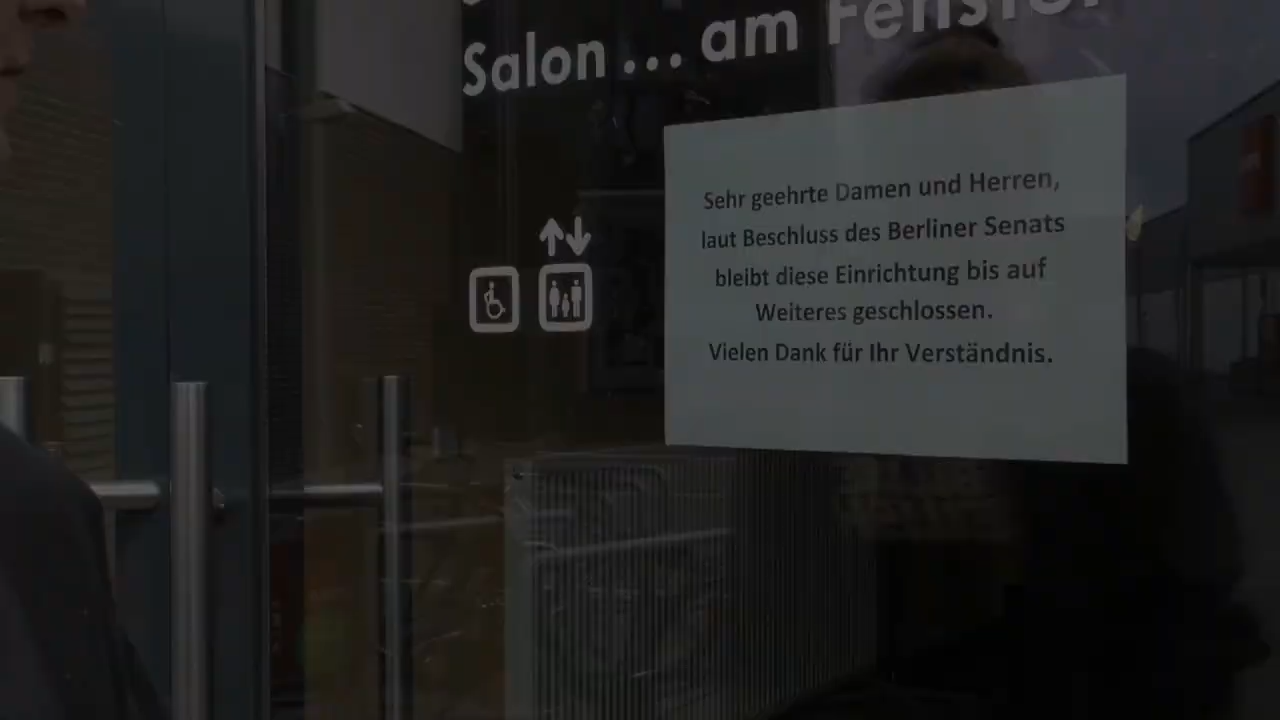 Salon ... am Fenster
Sehr geehrte Damen und Herren,
laut Beschluss des Berliner Senats
bleibt diese Einrichtung bis auf
Weiteres geschlossen.
Vielen Dank für Ihr Verständnis.